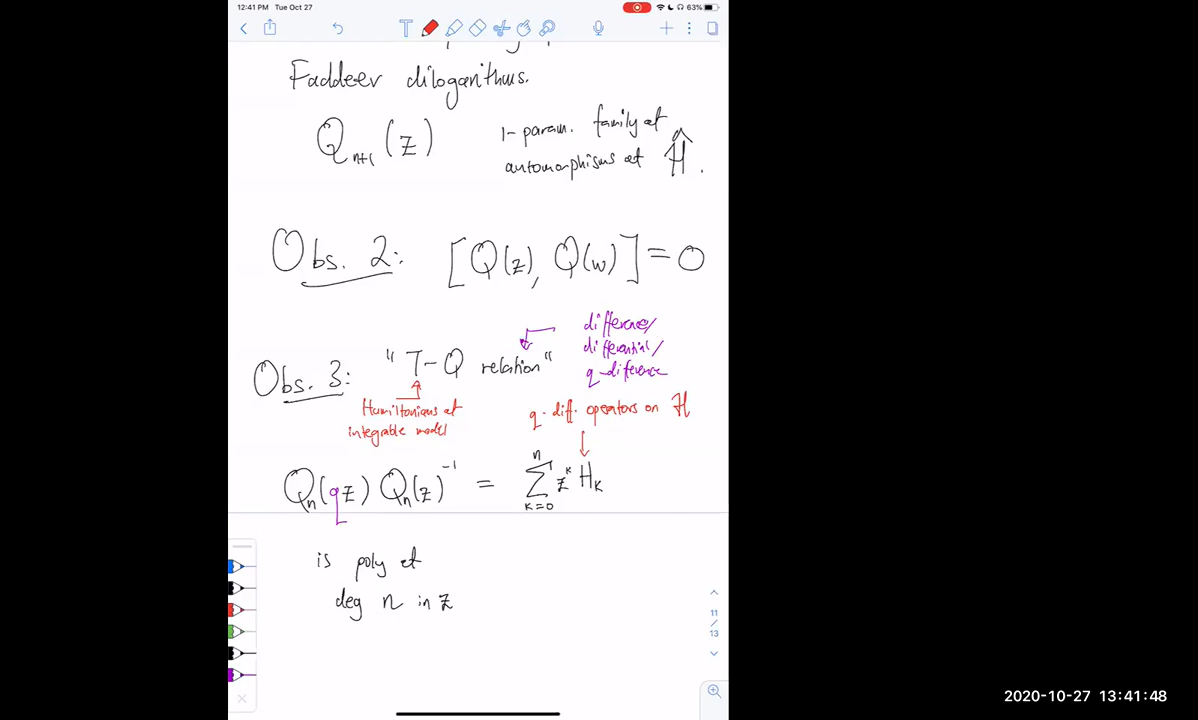 12:41 PM Tue Oct 27
63%
Faddeev dilogarithms.
Q_{n+1}(z)
1-param. family of
automorphisms of Ĥ.
Obs. 2: [Q(z), Q(w)] = 0
difference/
differential/
q-difference
Obs. 3: "T-Q relation"
Hamiltonians of
integrable model
q. diff. operators on H
Q_n(qz) Q_n(z)^{-1} = \sum_{k=0}^{n} z^k H_k
is poly of
deg n in z
11
/
13
2020-10-27 13:41:48